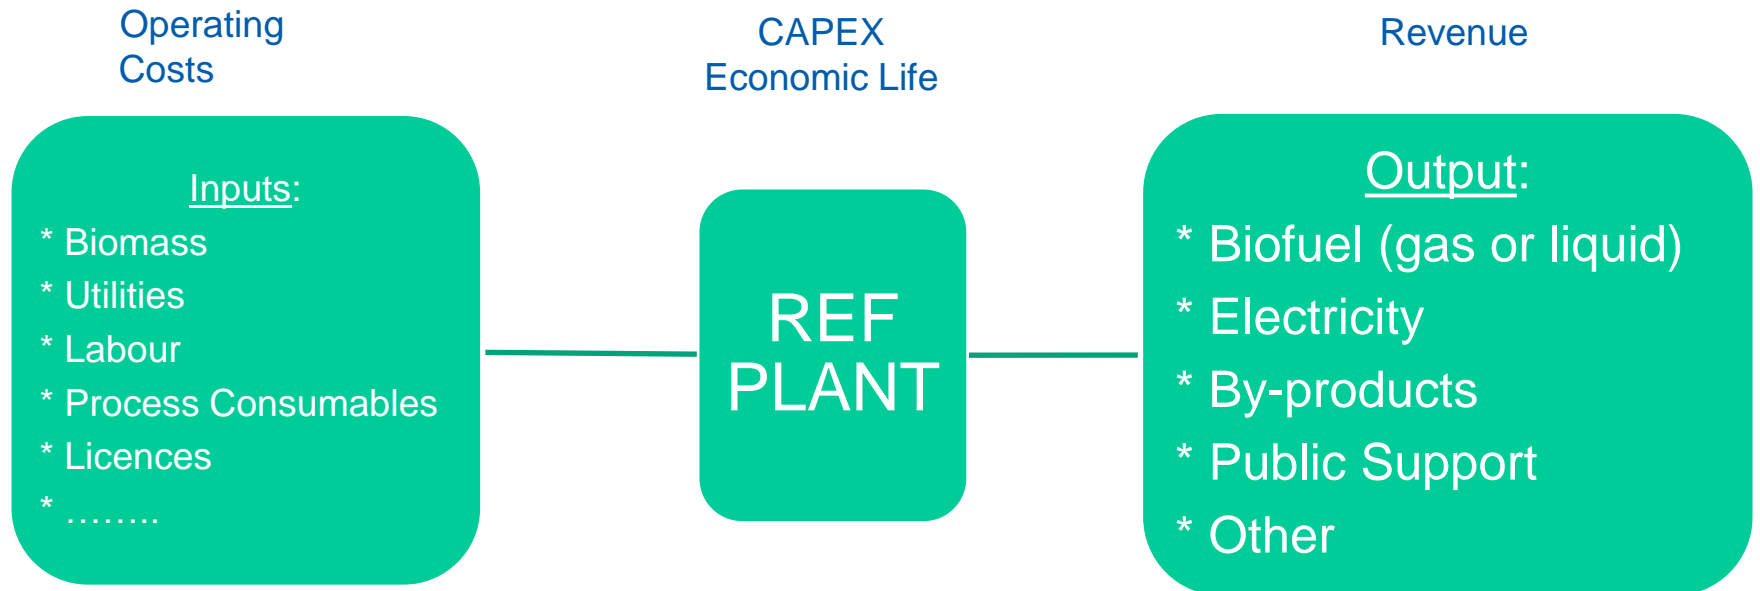 Operating
Costs
CAPEX
Economic Life
Revenue
Inputs:
* Biomass
* Utilities
* Labour
* Process Consumables
* Licences
* ........
REF
PLANT
Output:
* Biofuel (gas or liquid)
* Electricity
* By-products
* Public Support
* Other